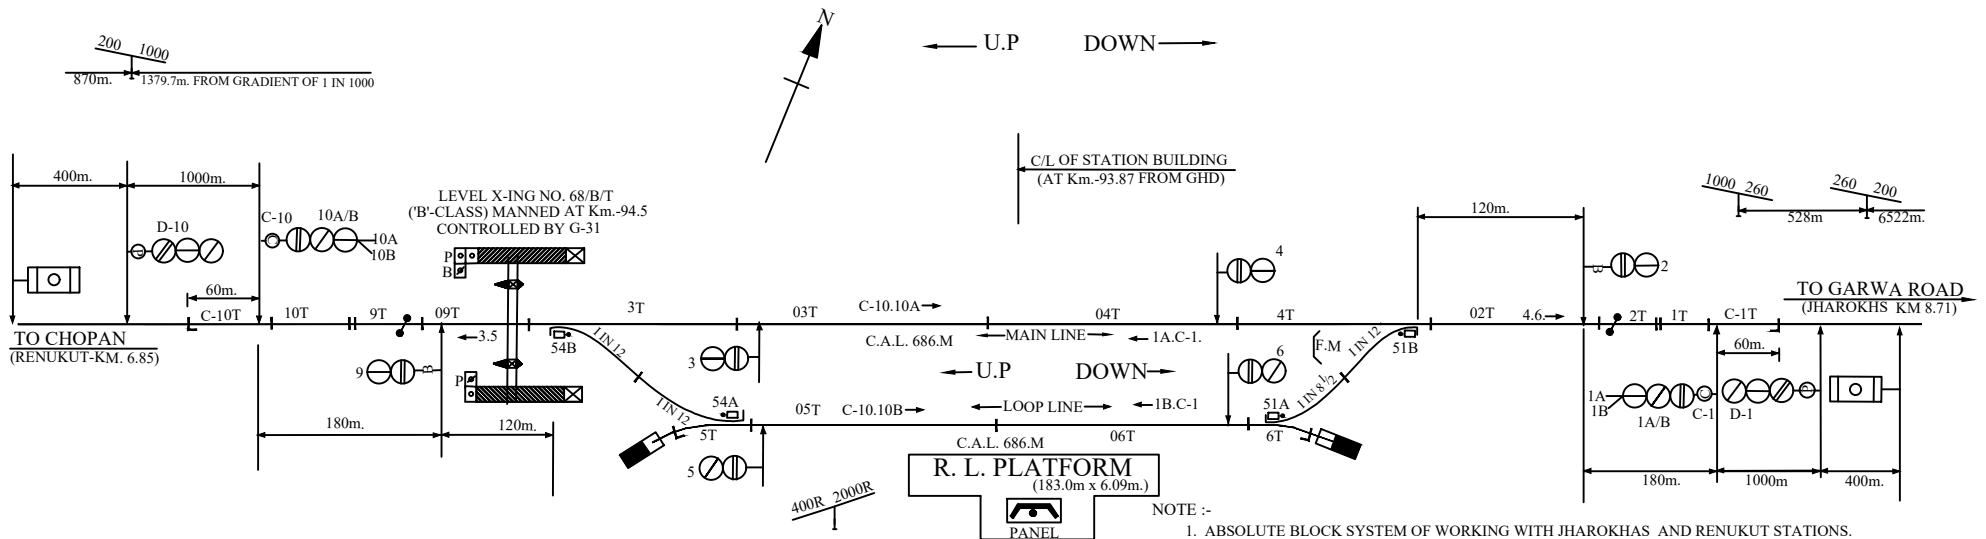 N
U.P
DOWN
200
1000
870m.
1379.7m. FROM GRADIENT OF 1 IN 1000
C/L OF STATION BUILDING
(AT Km.-93.87 FROM GHD)
400m.
1000m.
LEVEL X-ING NO. 68/B/T
('B'-CLASS) MANNED AT Km.-94.5
CONTROLLED BY G-31
1000
260
260
200
528m
6522m.
120m.
D-10
C-10
10A/B
10A
10B
C
P
B
4
B
2
60m.
C-10T
10T
9T
09T
3T
03T
C-10.10A
04T
4T
02T
4.6.
2T
1T
C-1T
TO GARWA ROAD
(JHAROKHS KM 8.71)
TO CHOPAN
(RENUKUT-KM. 6.85)
3.5
54B
1 IN 12
C.A.L. 686.M
MAIN LINE
1A.C-1.
F.M
1 IN 12
51B
60m.
9
B
P
3
U.P
DOWN
6
1 IN 8 1/2
1A
1B
1A/B
C
C-1
D-1
1 IN 12
54A
05T
C-10.10B
LOOP LINE
1B.C-1
51A
180m.
120m.
5T
C.A.L. 686.M
06T
6T
5
R. L. PLATFORM
(183.0m x 6.09m.)
180m.
1000m
400m.
400R
2000R
PANEL
NOTE :-
1. ABSOLUTE BLOCK SYSTEM OF WORKING WITH JHAROKHAS AND RENUKUT STATIONS.